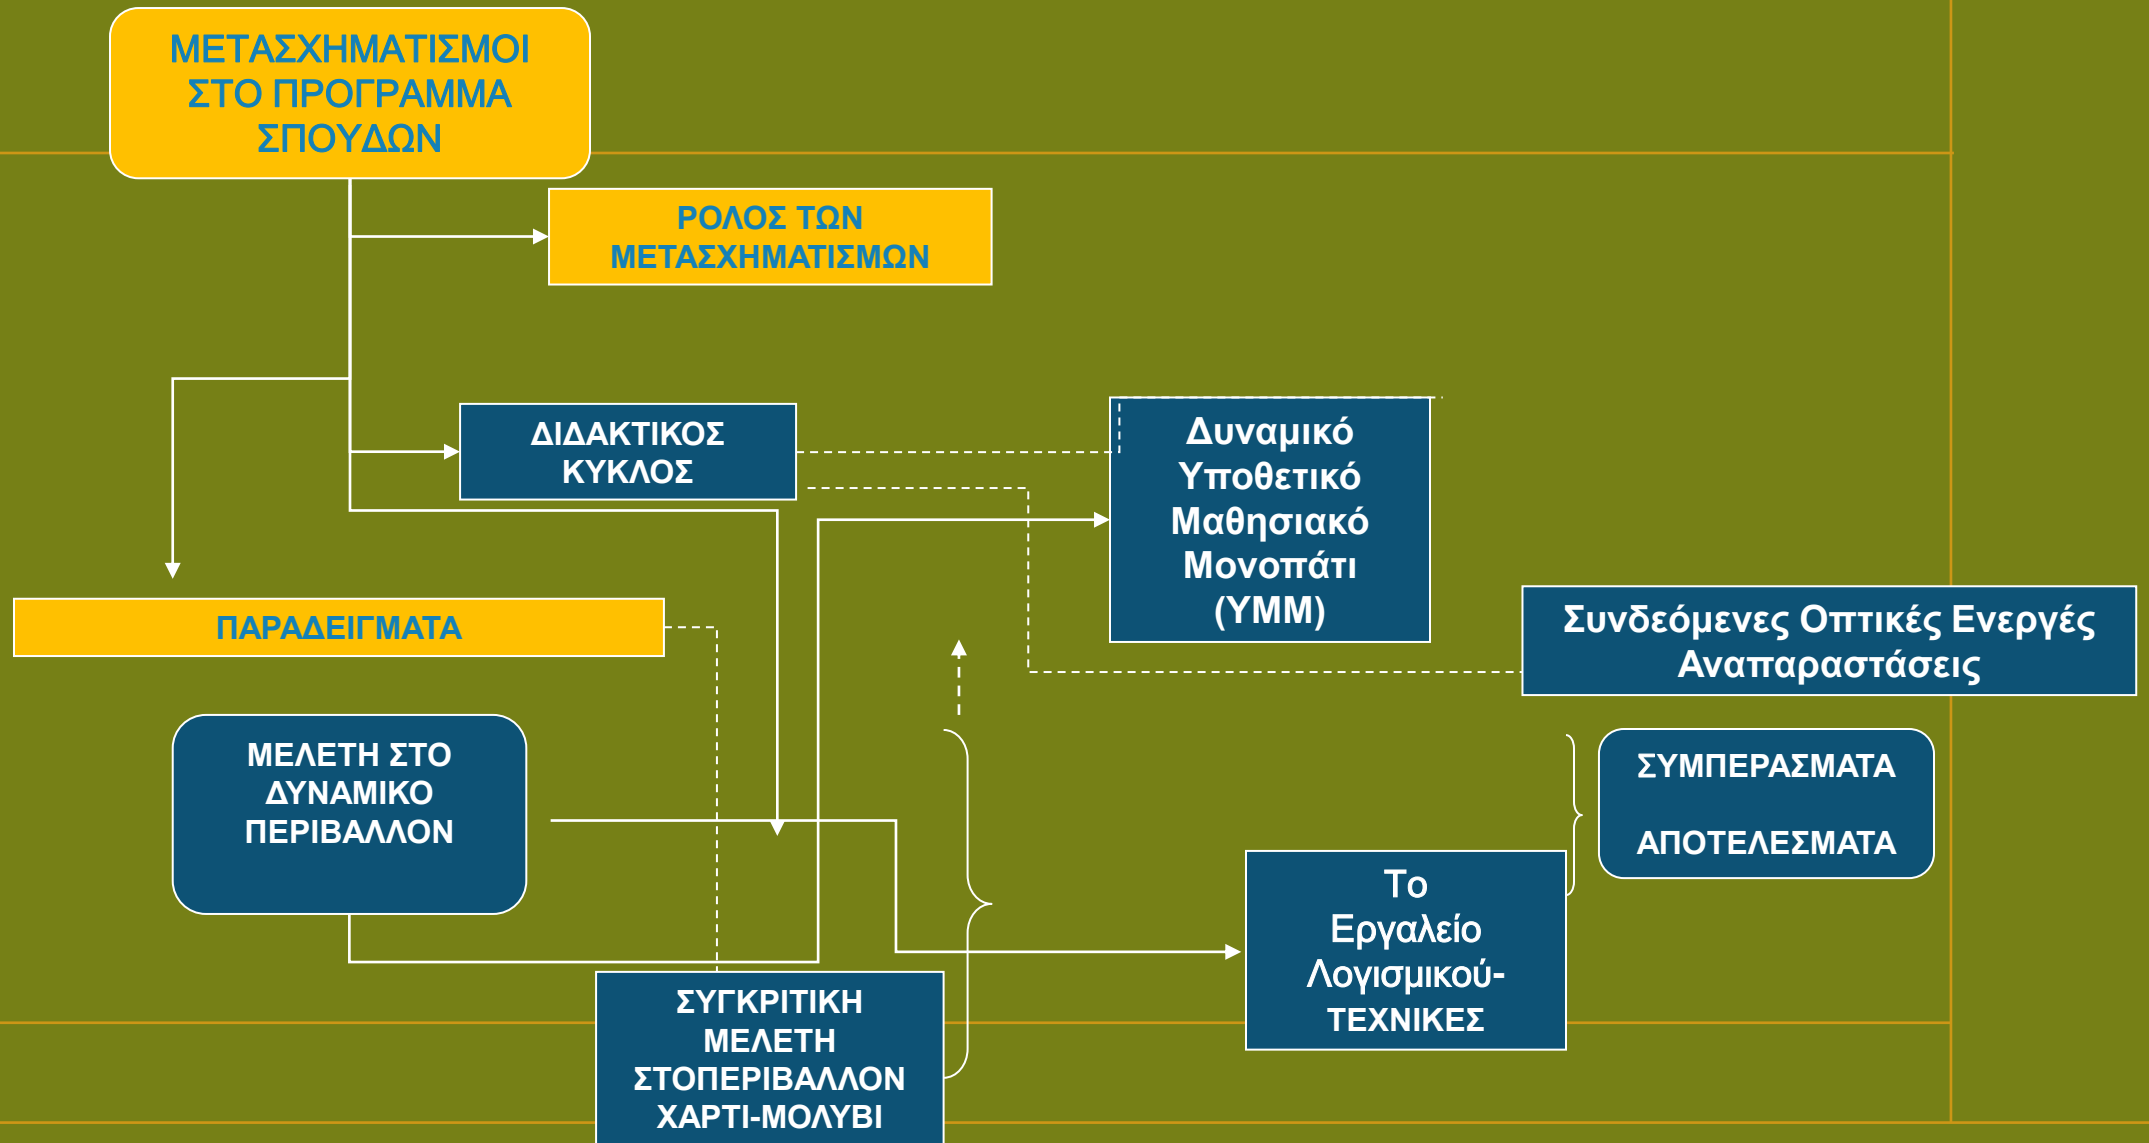 ΜΕΤΑΣΧΗΜΑΤΙΣΜΟΙ
ΣΤΟ ΠΡΟΓΡΑΜΜΑ
ΣΠΟΥΔΩΝ
ΡΟΛΟΣ ΤΩΝ
ΜΕΤΑΣΧΗΜΑΤΙΣΜΩΝ
ΔΙΔΑΚΤΙΚΟΣ
ΚΥΚΛΟΣ
Δυναμικό
Υποθετικό
Μαθησιακό
Μονοπάτι
(ΥΜΜ)
ΠΑΡΑΔΕΙΓΜΑΤΑ
Συνδεόμενες Οπτικές Ενεργές
Αναπαραστάσεις
ΜΕΛΕΤΗ ΣΤΟ
ΔΥΝΑΜΙΚΟ
ΠΕΡΙΒΑΛΛΟΝ
ΣΥΜΠΕΡΑΣΜΑΤΑ
ΑΠΟΤΕΛΕΣΜΑΤΑ
Το
Εργαλείο
Λογισμικού-
ΤΕΧΝΙΚΕΣ
ΣΥΓΚΡΙΤΙΚΗ
ΜΕΛΕΤΗ
ΣΤΟΠΕΡΙΒΑΛΛΟΝ
ΧΑΡΤΙ-ΜΟΛΥΒΙ